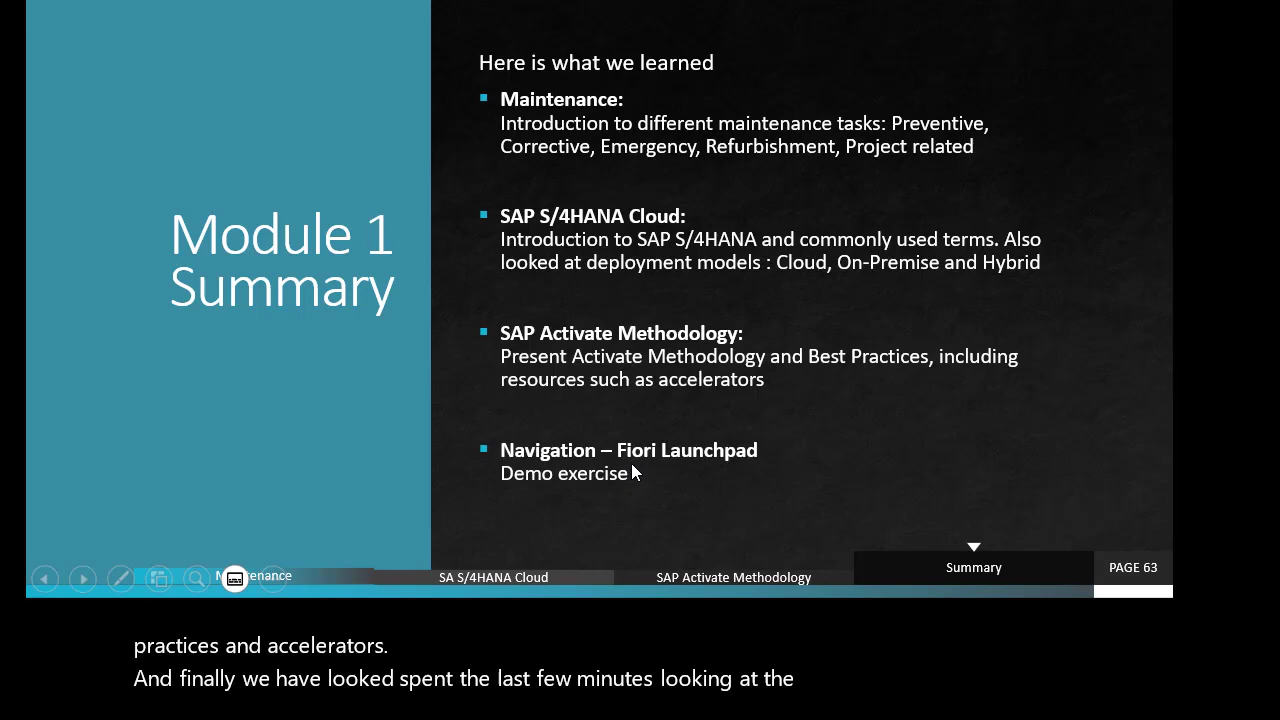 Module 1
Summary
Here is what we learned
Maintenance:
Introduction to different maintenance tasks: Preventive,
Corrective, Emergency, Refurbishment, Project related
SAP S/4HANA Cloud:
Introduction to SAP S/4HANA and commonly used terms. Also
looked at deployment models : Cloud, On-Premise and Hybrid
SAP Activate Methodology:
Present Activate Methodology and Best Practices, including
resources such as accelerators
Navigation – Fiori Launchpad
Demo exercise
SA S/4HANA Cloud
SAP Activate Methodology
Summary
PAGE 63
practices and accelerators.
And finally we have looked spent the last few minutes looking at the